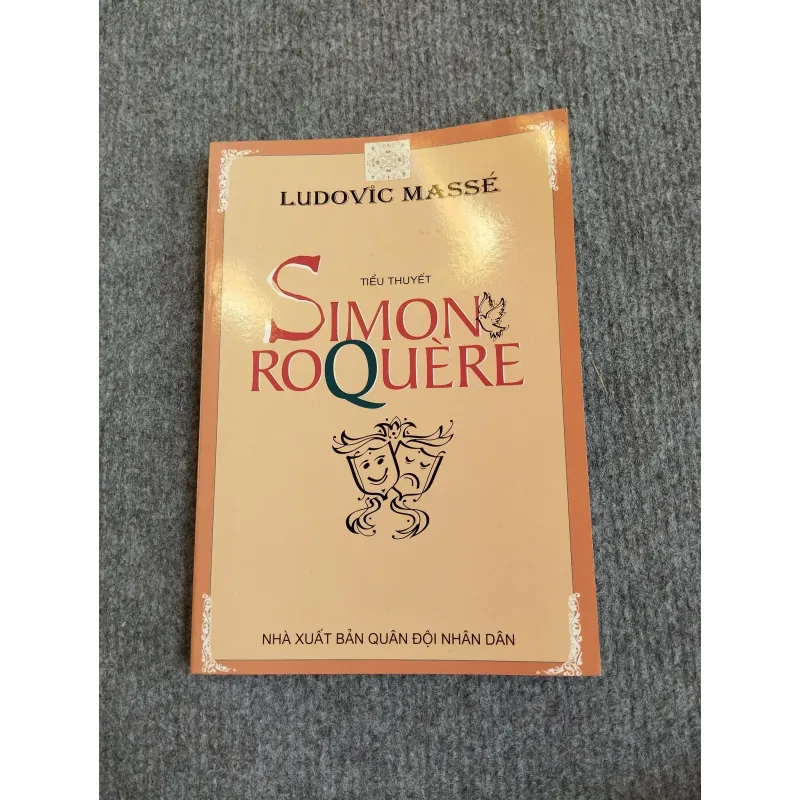 LUDOVIC MASSÉ
TIỂU THUYẾT
SIMON
ROQUÈRE
NHÀ XUẤT BẢN QUÂN ĐỘI NHÂN DÂN